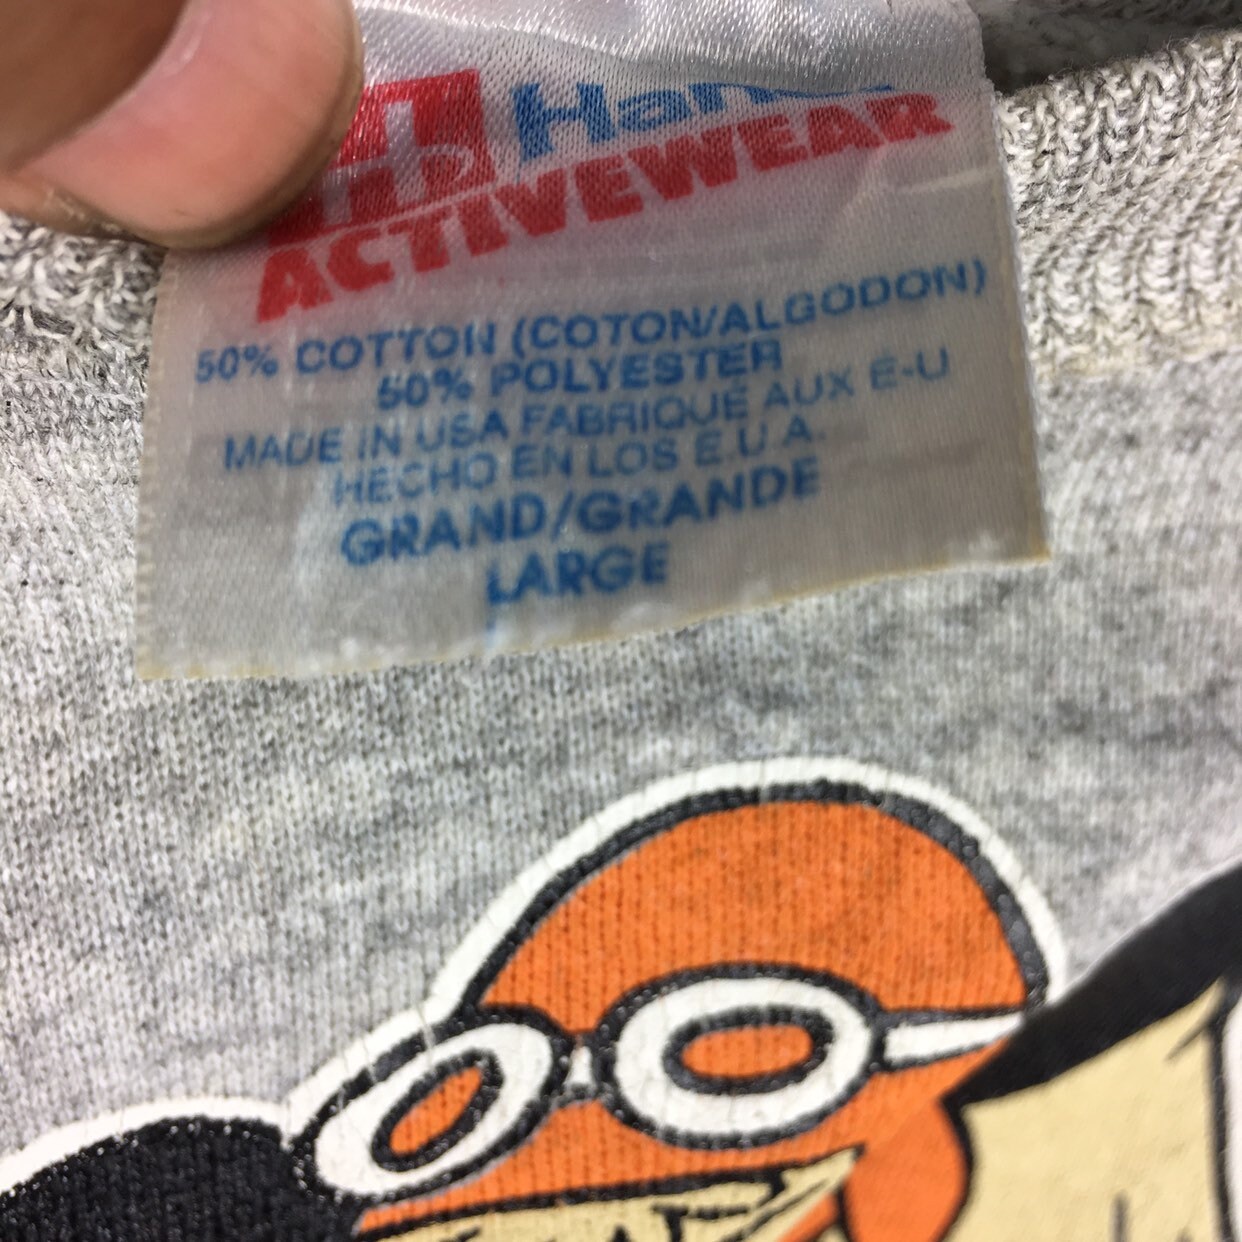 ACTIVEWEAR
50% COTTON (COTON/ALGODON)
50% POLYESTER
MADE IN USA FABRIQUÉ AUX É-U
HECHO EN LOS E.U.A.
GRAND/GRANDE
LARGE